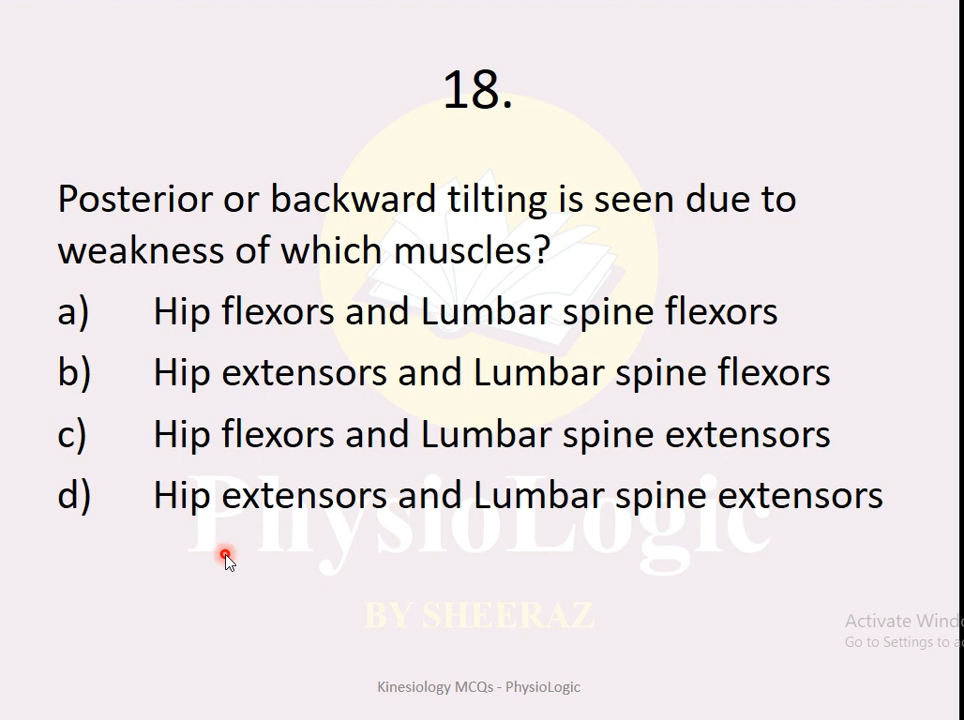 18.
Posterior or backward tilting is seen due to
weakness of which muscles?
a) Hip flexors and Lumbar spine flexors
b) Hip extensors and Lumbar spine flexors
c) Hip flexors and Lumbar spine extensors
d) Hip extensors and Lumbar spine extensors
PhysioLogic
BY SHEERAZ
Activate Wind
Go to Settings to a
Kinesiology MCQs - PhysioLogic